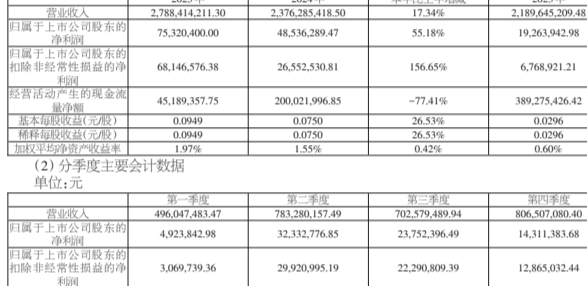 营业收入 2,788,414,211.30 2,376,285,418.50 17.34% 2,189,645,209.48
归属于上市公司股东的净利润 75,320,400.00 48,536,289.47 55.18% 19,263,942.98
归属于上市公司股东的扣除非经常性损益的净利润 68,146,576.38 26,552,530.81 156.65% 6,768,921.21
经营活动产生的现金流量净额 45,189,357.75 200,021,996.85 -77.41% 389,275,426.42
基本每股收益(元/股) 0.0949 0.0750 26.53% 0.0296
稀释每股收益(元/股) 0.0949 0.0750 26.53% 0.0296
加权平均净资产收益率 1.97% 1.55% 0.42% 0.60%
(2)分季度主要会计数据
单位:元
第一季度 第二季度 第三季度 第四季度
营业收入 496,047,483.47 783,280,157.49 702,579,489.94 806,507,080.40
归属于上市公司股东的净利润 4,923,842.98 32,332,776.85 23,752,396.49 14,311,383.68
归属于上市公司股东的扣除非经常性损益的净利润 3,069,739.36 29,920,995.19 22,290,809.39 12,865,032.44